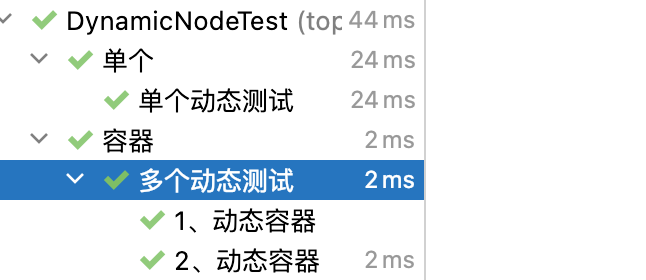 DynamicNodeTest (top 44 ms
单个 24 ms
单个动态测试 24 ms
容器 2 ms
多个动态测试 2 ms
1、动态容器
2、动态容器 2 ms